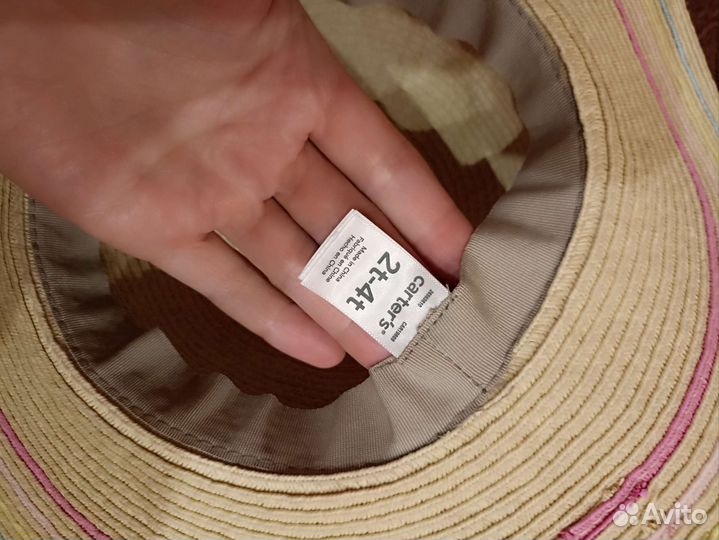 carter's®
2t-4t
Made in China
Fabriqué en Chine
Hecho en China
Avito